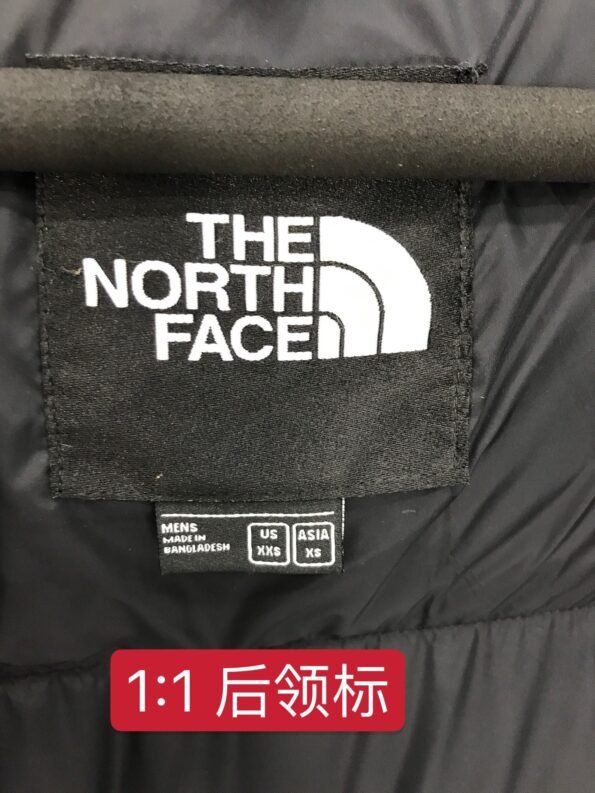 THE
NORTH
FACE
MENS
MADE IN
BANGLADESH
US
XXS
ASIA
XS
1:1 后领标